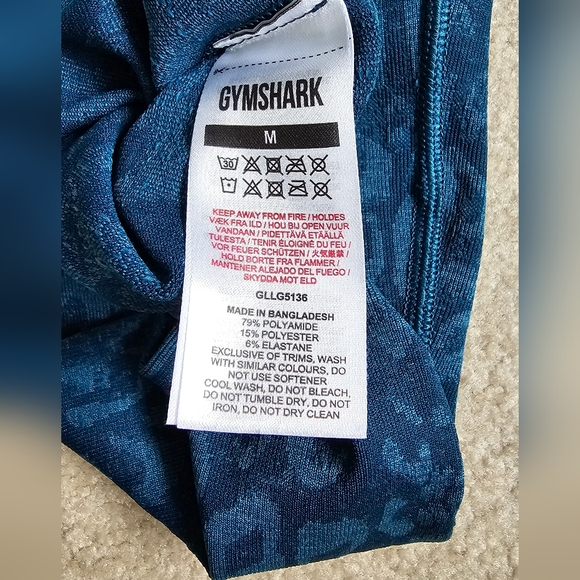 GYMSHARK
M
30
KEEP AWAY FROM FIRE / HOLDES
VÆK FRA ILD / HOU BIJ OPEN VUUR
VANDAAN / PIDETTÄVÄ ETÄÄLLÄ
TULESTA / TENIR ÉLOIGNÉ DU FEU /
VOR FEUER SCHÜTZEN / 火気厳禁 /
HOLD BORTE FRA FLAMMER /
MANTENER ALEJADO DEL FUEGO /
SKYDDA MOT ELD
GLLG5136
MADE IN BANGLADESH
79% POLYAMIDE
15% POLYESTER
6% ELASTANE
EXCLUSIVE OF TRIMS, WASH
WITH SIMILAR COLOURS, DO
NOT USE SOFTENER
COOL WASH, DO NOT BLEACH,
DO NOT TUMBLE DRY, DO NOT
IRON, DO NOT DRY CLEAN